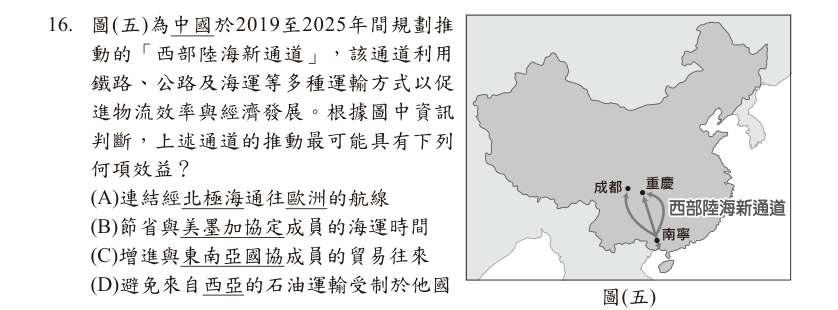 16. 圖(五)為中國於2019至2025年間規劃推
動的「西部陸海新通道」，該通道利用
鐵路、公路及海運等多種運輸方式以促
進物流效率與經濟發展。根據圖中資訊
判斷，上述通道的推動最可能具有下列
何項效益？
(A)連結經北極海通往歐洲的航線
(B)節省與美墨加協定成員的海運時間
(C)增進與東南亞國協成員的貿易往來
(D)避免來自西亞的石油運輸受制於他國
成都
重慶
西部陸海新通道
南寧
圖(五)